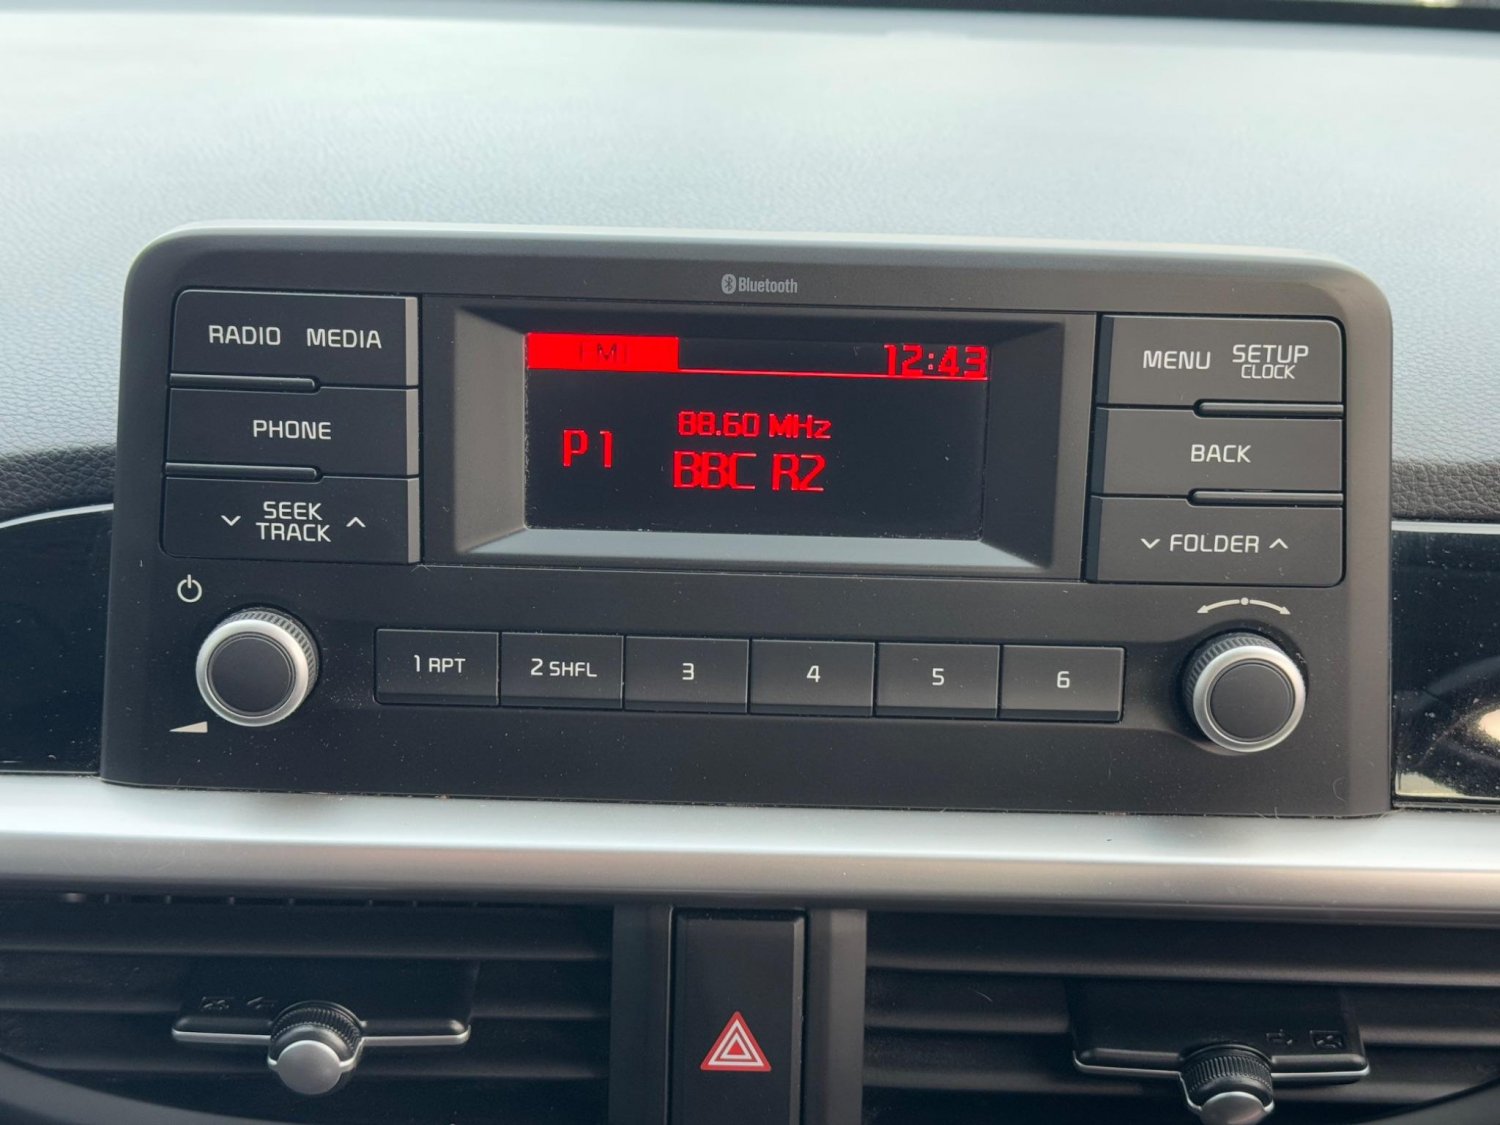 Bluetooth
RADIO MEDIA
PHONE
SEEK
TRACK
12:43
P1
88.60 MHz
BBC R2
MENU SETUP
CLOCK
BACK
FOLDER
1 RPT
2 SHFL
3
4
5
6